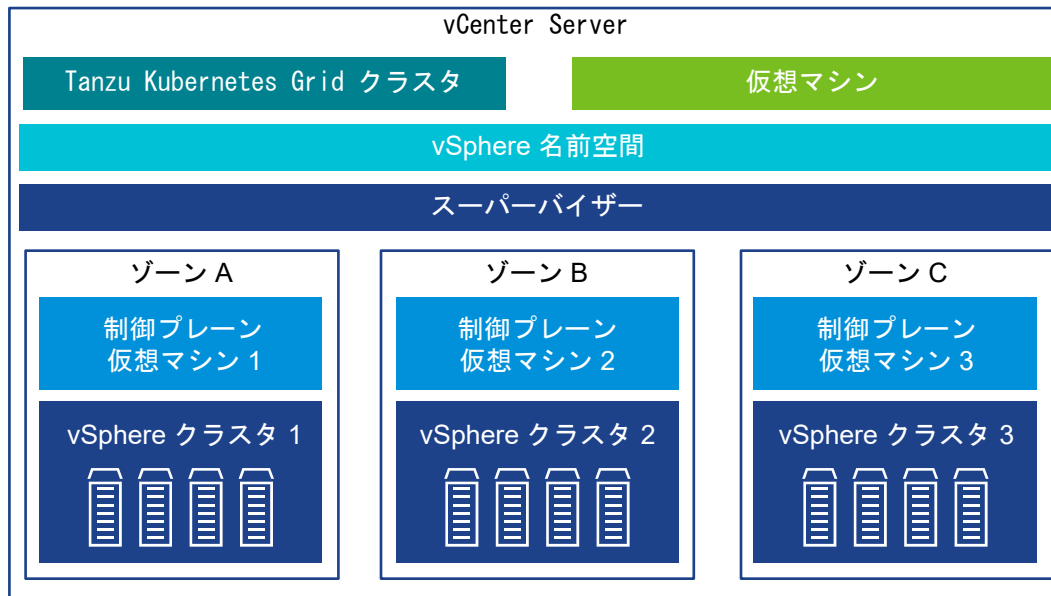 vCenter Server
Tanzu Kubernetes Grid クラスタ
仮想マシン
vSphere 名前空間
スーパーバイザー
ゾーン A
制御プレーン
仮想マシン 1
vSphere クラスタ 1
ゾーン B
制御プレーン
仮想マシン 2
vSphere クラスタ 2
ゾーン C
制御プレーン
仮想マシン 3
vSphere クラスタ 3